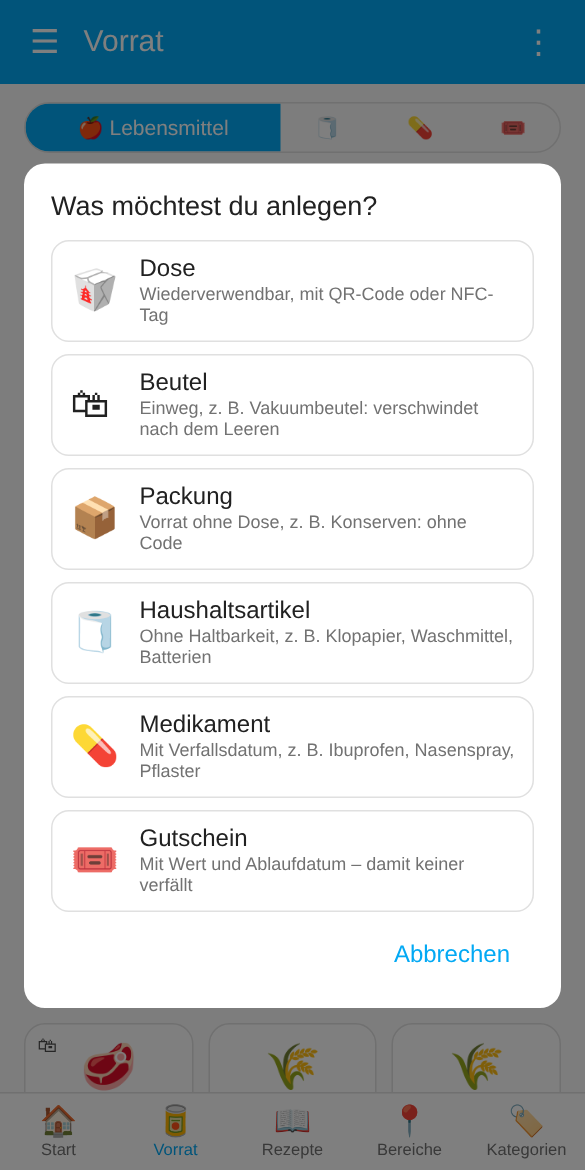 Vorrat
Lebensmittel
Was möchtest du anlegen?
Dose
Wiederverwendbar, mit QR-Code oder NFC-
Tag
Beutel
Einweg, z. B. Vakuumbeutel: verschwindet
nach dem Leeren
Packung
Vorrat ohne Dose, z. B. Konserven: ohne
Code
Haushaltsartikel
Ohne Haltbarkeit, z. B. Klopapier, Waschmittel,
Batterien
Medikament
Mit Verfallsdatum, z. B. Ibuprofen, Nasenspray,
Pflaster
Gutschein
Mit Wert und Ablaufdatum – damit keiner
verfällt
Abbrechen
Start
Vorrat
Rezepte
Bereiche
Kategorien